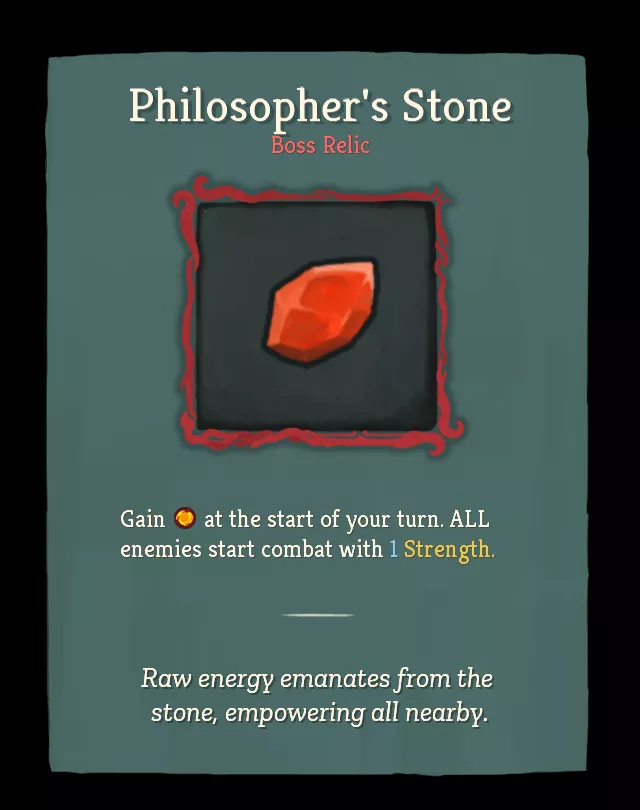 Philosopher's Stone
Boss Relic
Gain at the start of your turn. ALL
enemies start combat with 1 Strength.
Raw energy emanates from the
stone, empowering all nearby.